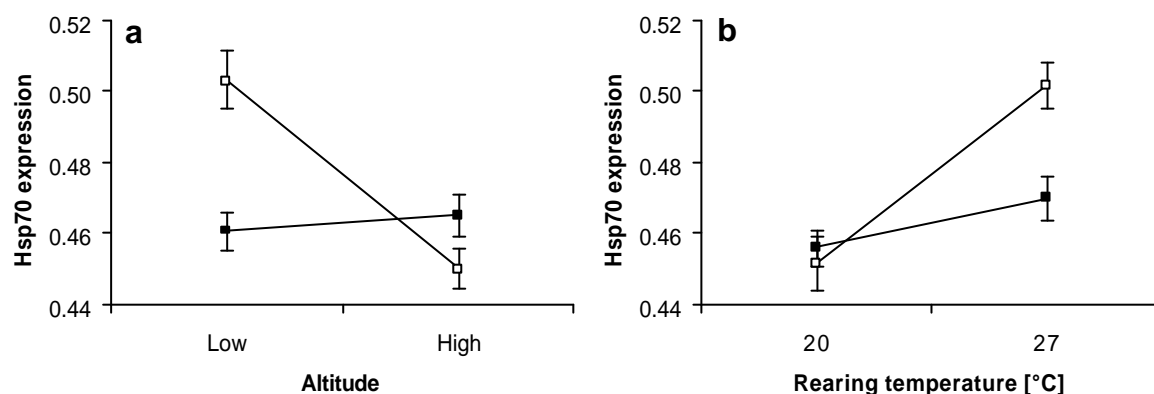 a
0.52
0.50
0.48
0.46
0.44
Hsp70 expression
Low High
Altitude
b
0.52
0.50
0.48
0.46
0.44
Hsp70 expression
20 27
Rearing temperature [°C]